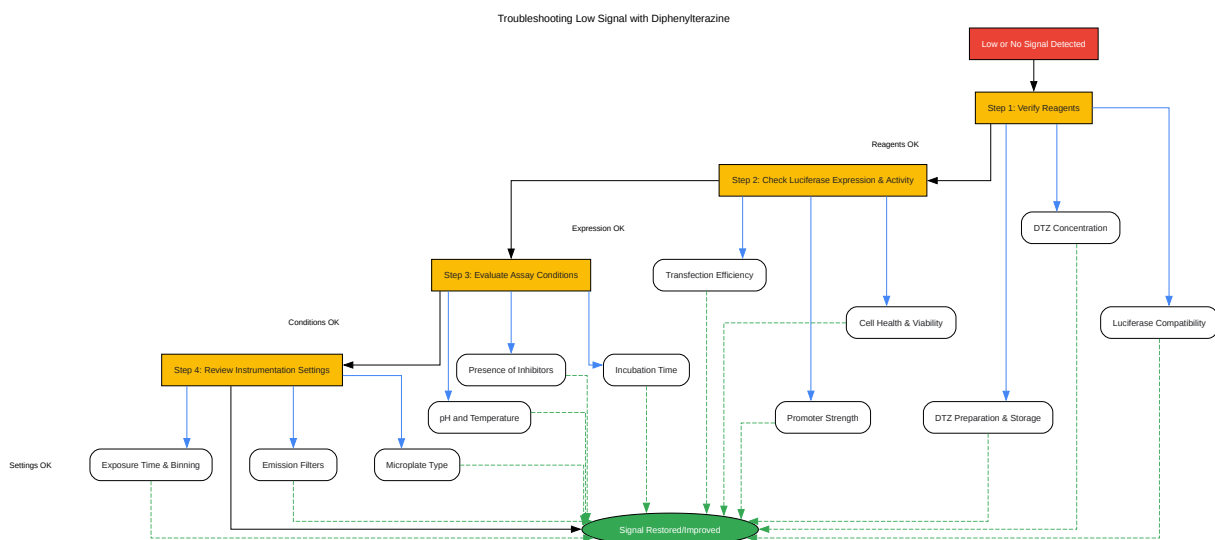 Troubleshooting Low Signal with Diphenylterazine
Low or No Signal Detected
Step 1: Verify Reagents
Reagents OK
Step 2: Check Luciferase Expression & Activity
DTZ Concentration
Expression OK
Step 3: Evaluate Assay Conditions
Transfection Efficiency
Conditions OK
Cell Health & Viability
Luciferase Compatibility
Step 4: Review Instrumentation Settings
Presence of Inhibitors
Incubation Time
pH and Temperature
Promoter Strength
DTZ Preparation & Storage
Settings OK
Exposure Time & Binning
Emission Filters
Microplate Type
Signal Restored/Improved